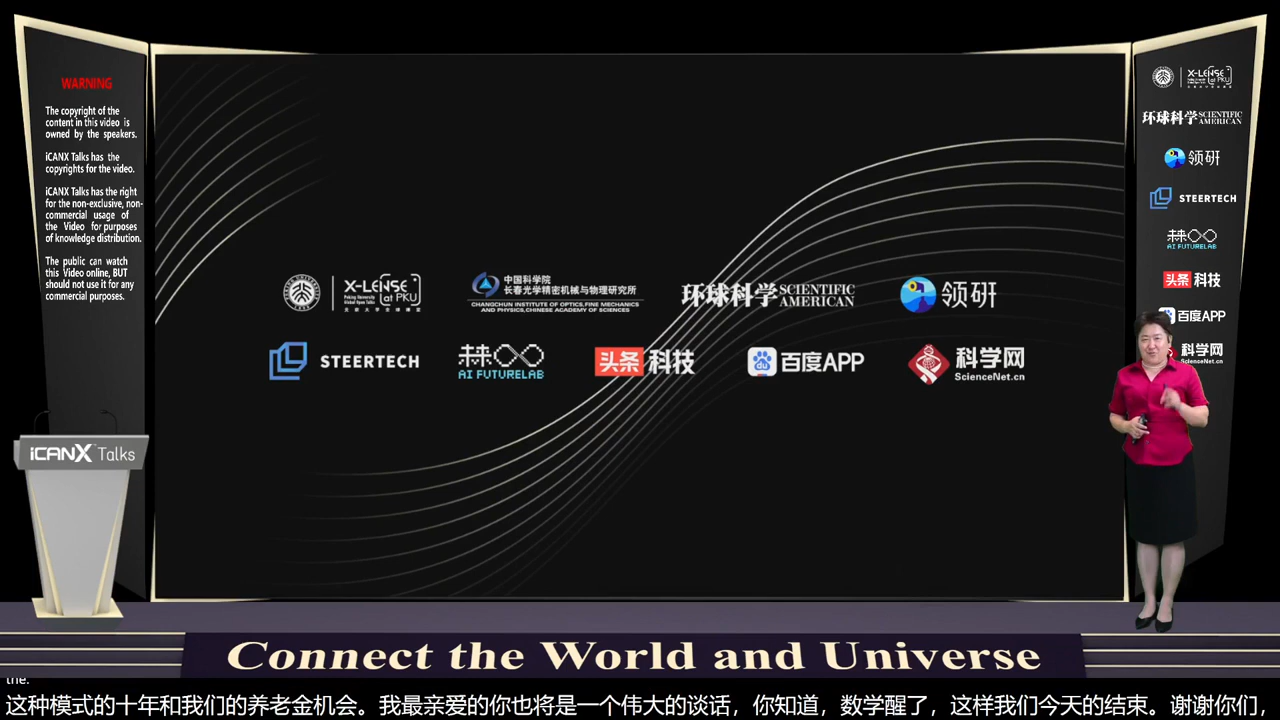 WARNING
The copyright of the
content in this video is
owned by the speakers.
iCANX Talks has the
copyrights for the video.
iCANX Talks has the right
for the non-exclusive, non-
commercial usage of
the Video for purposes
of knowledge distribution.
The public can watch
this Video online, BUT
should not use it for any
commercial purposes.
iCANX Talks
X-LENSE
Peking University
Global Open Talks
at PKU
中国科学院
长春光学精密机械与物理研究所
CHANGCHUN INSTITUTE OF OPTICS,FINE MECHANICS
AND PHYSICS,CHINESE ACADEMY OF SCIENCES
环球科学 SCIENTIFIC
AMERICAN
领研
STEERTECH
AI FUTURELAB
头条 科技
du
百度APP
科学网
ScienceNet.cn
X-LENSE
at PKU
环球科学 SCIENTIFIC
AMERICAN
领研
STEERTECH
AI FUTURELAB
头条 科技
百度APP
科学网
ScienceNet.cn
Connect the World and Universe
the.
这种模式的十年和我们的养老金机会。我最亲爱的你也将是一个伟大的谈话，你知道，数学醒了，这样我们今天的结束。谢谢你们，